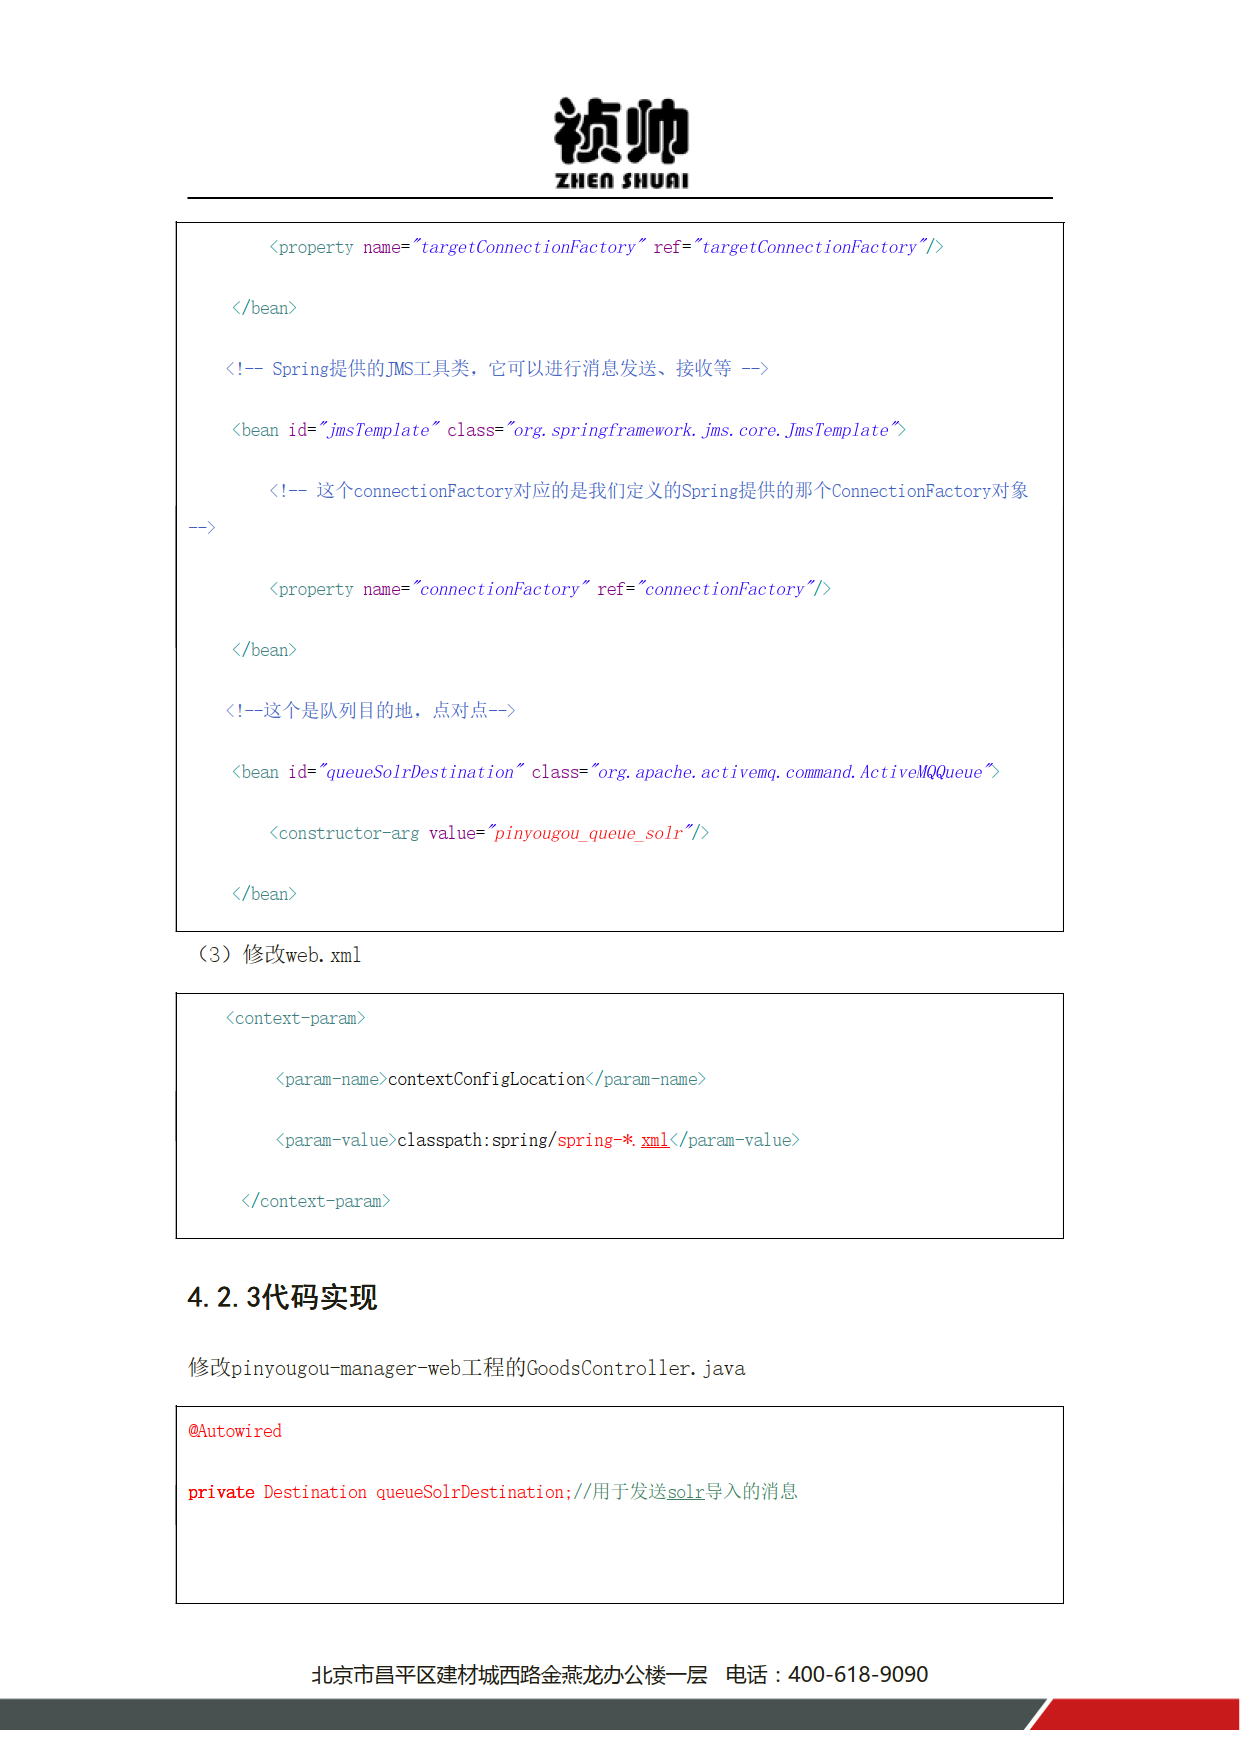 祯帅
ZHEN SHUAI
<property name="targetConnectionFactory" ref="targetConnectionFactory"/>
</bean>
<!-- Spring提供的JMS工具类，它可以进行消息发送、接收等 -->
<bean id="jmsTemplate" class="org.springframework.jms.core.JmsTemplate">
<!-- 这个connectionFactory对应的是我们定义的Spring提供的那个ConnectionFactory对象
-->
<property name="connectionFactory" ref="connectionFactory"/>
</bean>
<!--这个是队列目的地，点对点-->
<bean id="queueSolrDestination" class="org.apache.activemq.command.ActiveMQQueue">
<constructor-arg value="pinyougou_queue_solr"/>
</bean>
（3）修改web.xml
<context-param>
<param-name>contextConfigLocation</param-name>
<param-value>classpath:spring/spring-*.xml</param-value>
</context-param>
4.2.3代码实现
修改pinyougou-manager-web工程的GoodsController.java
@Autowired
private Destination queueSolrDestination;//用于发送solr导入的消息
北京市昌平区建材城西路金燕龙办公楼一层 电话：400-618-9090